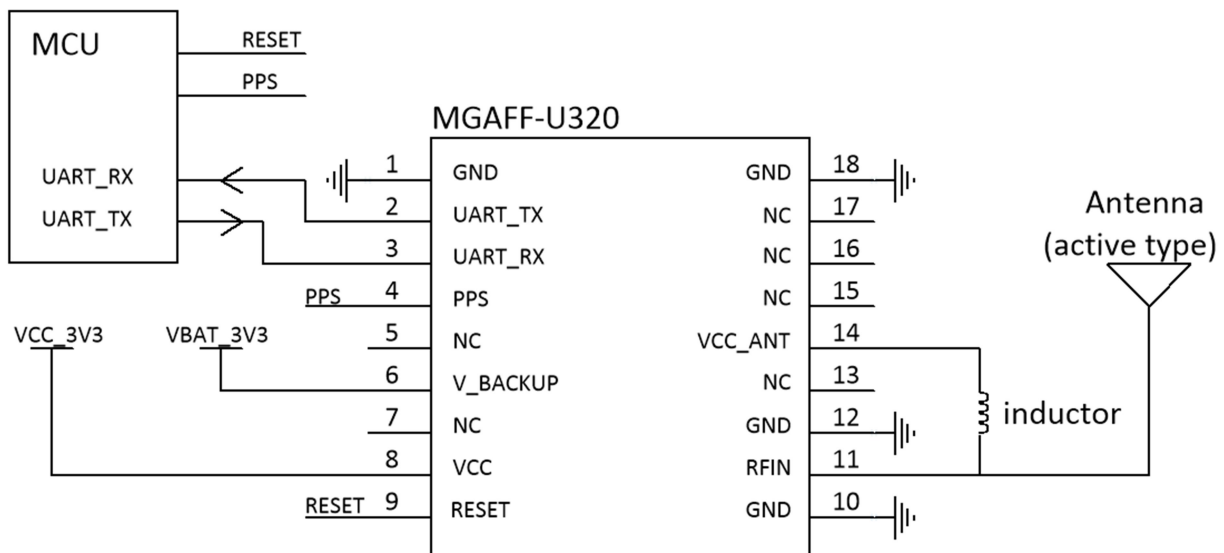 MCU
RESET
PPS
UART_RX
UART_TX
MGAFF-U320
1 GND
2 UART_TX
3 UART_RX
PPS 4 PPS
5 NC
6 V_BACKUP
7 NC
8 VCC
RESET 9 RESET
VCC_3V3
VBAT_3V3
GND 18
NC 17
NC 16
NC 15
VCC_ANT 14
NC 13
GND 12
RFIN 11
GND 10
inductor
Antenna
(active type)